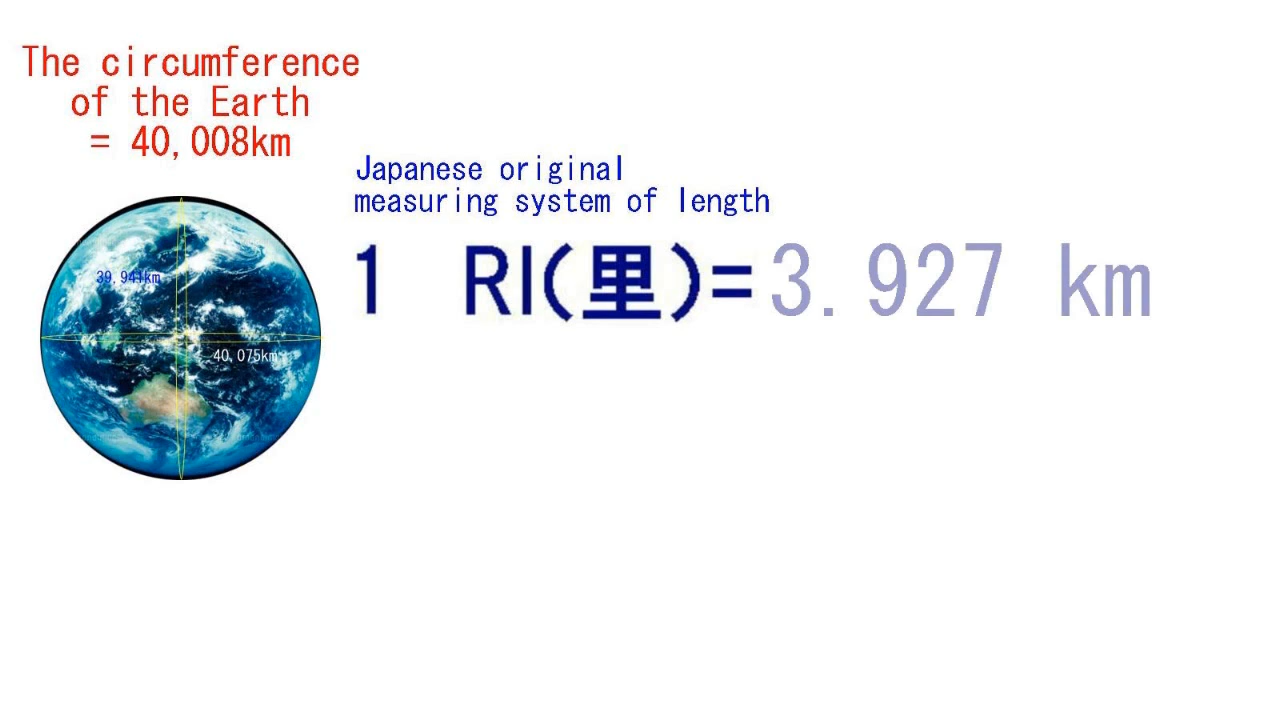 The circumference
of the Earth
= 40,008km
Japanese original
measuring system of length
1 RI(里)=3.927 km
39,941km
40,075km